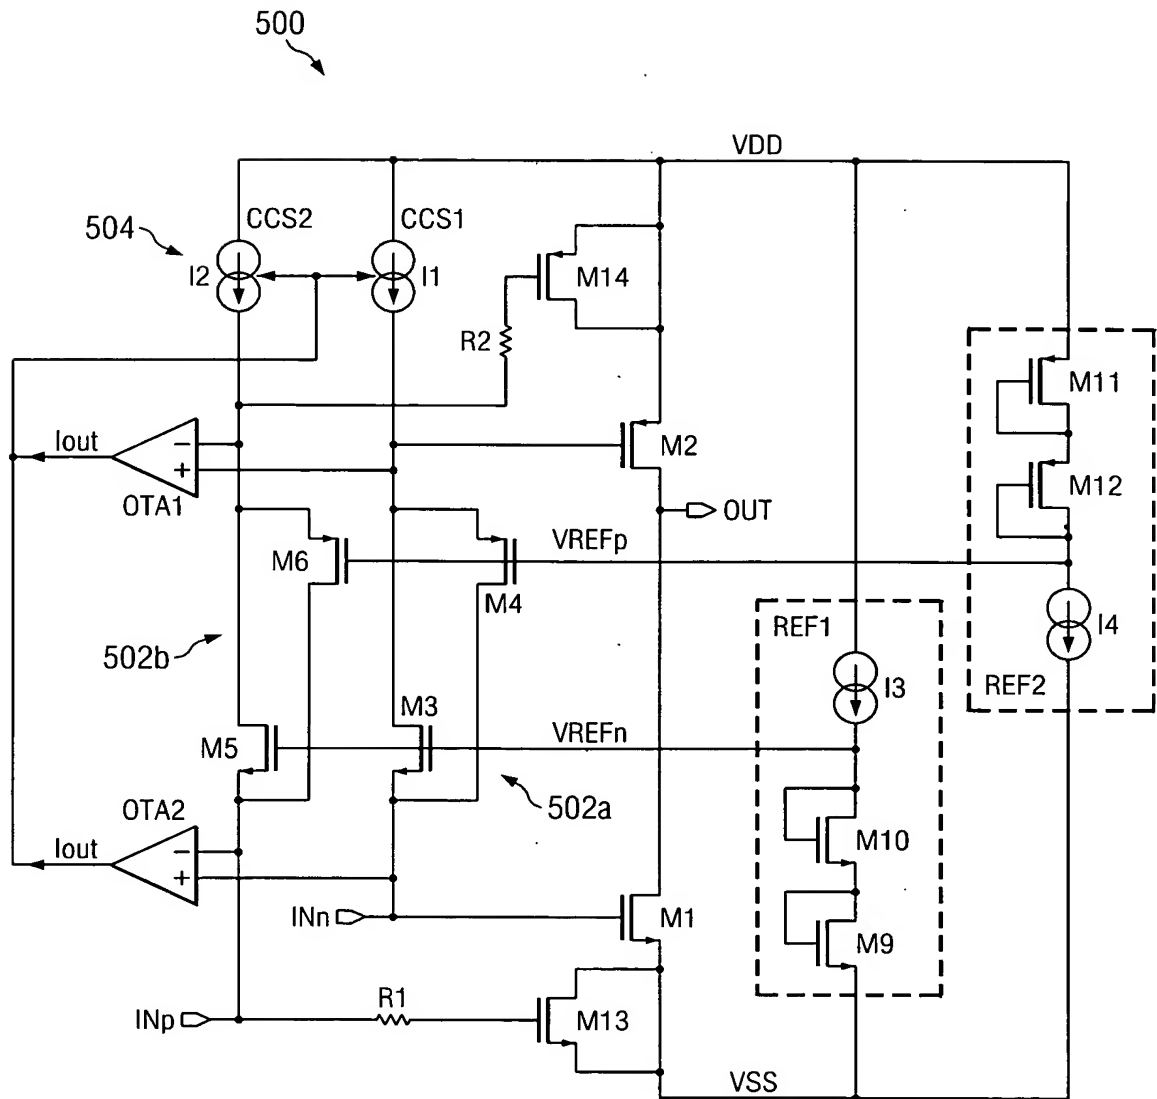 500
VDD
CCS2
CCS1
504
I2
I1
M14
R2
M11
M2
Iout
M12
OTA1
OUT
VREFp
M6
M4
REF1
I4
502b
REF2
I3
M3
M5
VREFn
OTA2
502a
Iout
M10
INn
M1
M9
R1
INp
M13
VSS
−
+
−
+